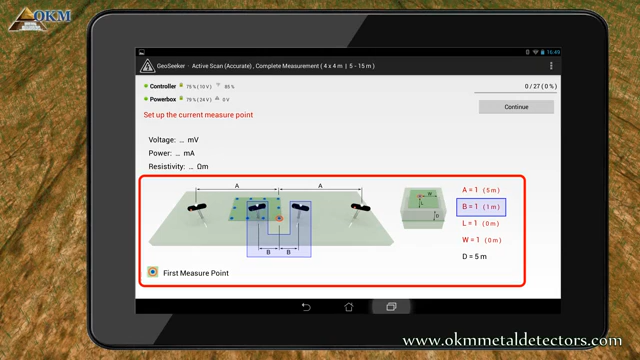 OKM
16:49
GeoSeeker - Active Scan (Accurate) , Complete Measurement ( 4 x 4 m | 5 - 15 m )
Controller 75 % ( 10 V ) 85 %
0 / 27 ( 0 % )
Powerbox 79 % ( 24 V ) 0 V
Continue
Set up the current measure point
Voltage: ... mV
Power: ... mA
Resistivity: ... Ωm
A A
W
L
D
B B
A = 1 ( 5 m )
B = 1 ( 1 m )
L = 1 ( 0 m )
W = 1 ( 0 m )
D = 5 m
First Measure Point
www.okmmetaldetectors.com